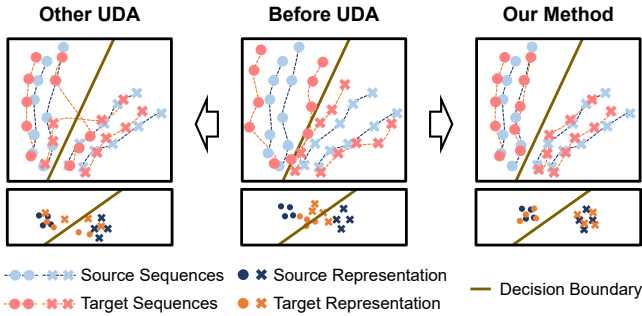 Other UDA
Before UDA
Our Method
Source Sequences
Source Representation
Target Sequences
Target Representation
Decision Boundary